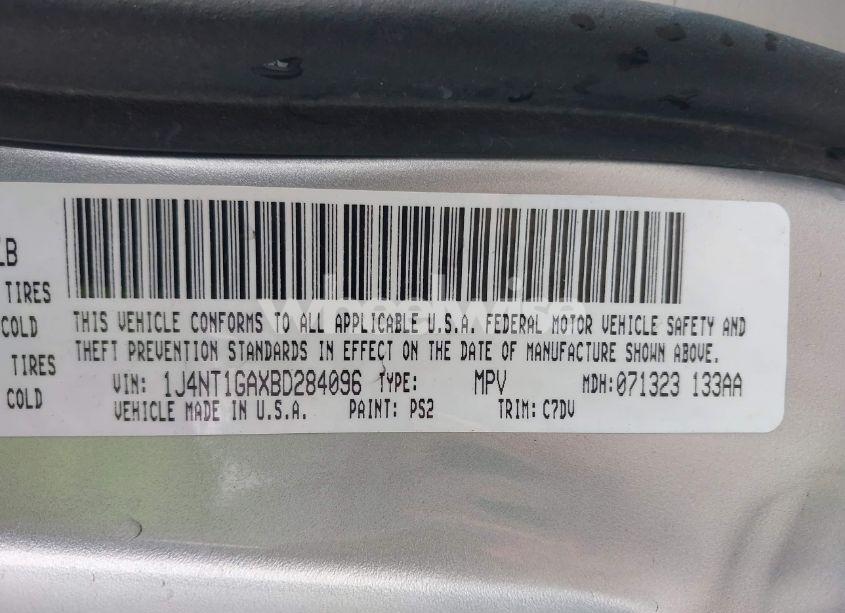 LB
TIRES
COLD
TIRES
COLD
WheelWise
THIS VEHICLE CONFORMS TO ALL APPLICABLE U.S.A. FEDERAL MOTOR VEHICLE SAFETY AND
THEFT PREVENTION STANDARDS IN EFFECT ON THE DATE OF MANUFACTURE SHOWN ABOVE.
VIN: 1J4NT1GAXBD284096 TYPE: MPV MDH:071323 133AA
VEHICLE MADE IN U.S.A. PAINT: PS2 TRIM: C7DV